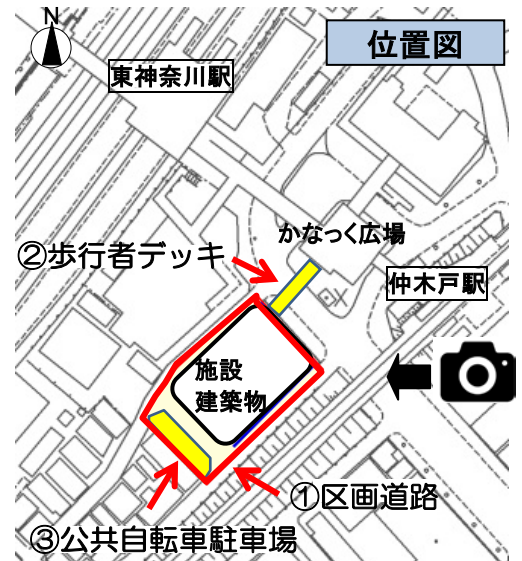 N
位置図
東神奈川駅
かなっく広場
②歩行者デッキ
仲木戸駅
施設
建築物
①区画道路
③公共自転車駐車場